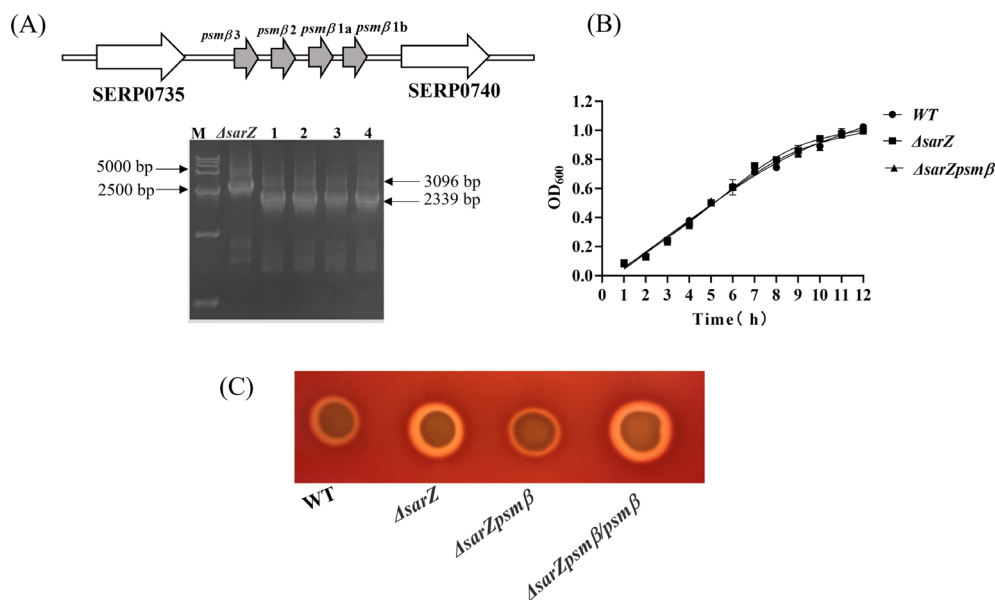 (A)
psmβ3 psmβ2 psmβ1a psmβ1b
SERP0735 SERP0740
M ΔsarZ 1 2 3 4
5000 bp
2500 bp
3096 bp
2339 bp
(B)
1.2
1.0
0.8
0.6
0.4
0.2
0.0
OD600
0 1 2 3 4 5 6 7 8 9 10 11 12
Time( h)
WT
ΔsarZ
ΔsarZpsmβ
(C)
WT
ΔsarZ
ΔsarZpsmβ
ΔsarZpsmβ/psmβ